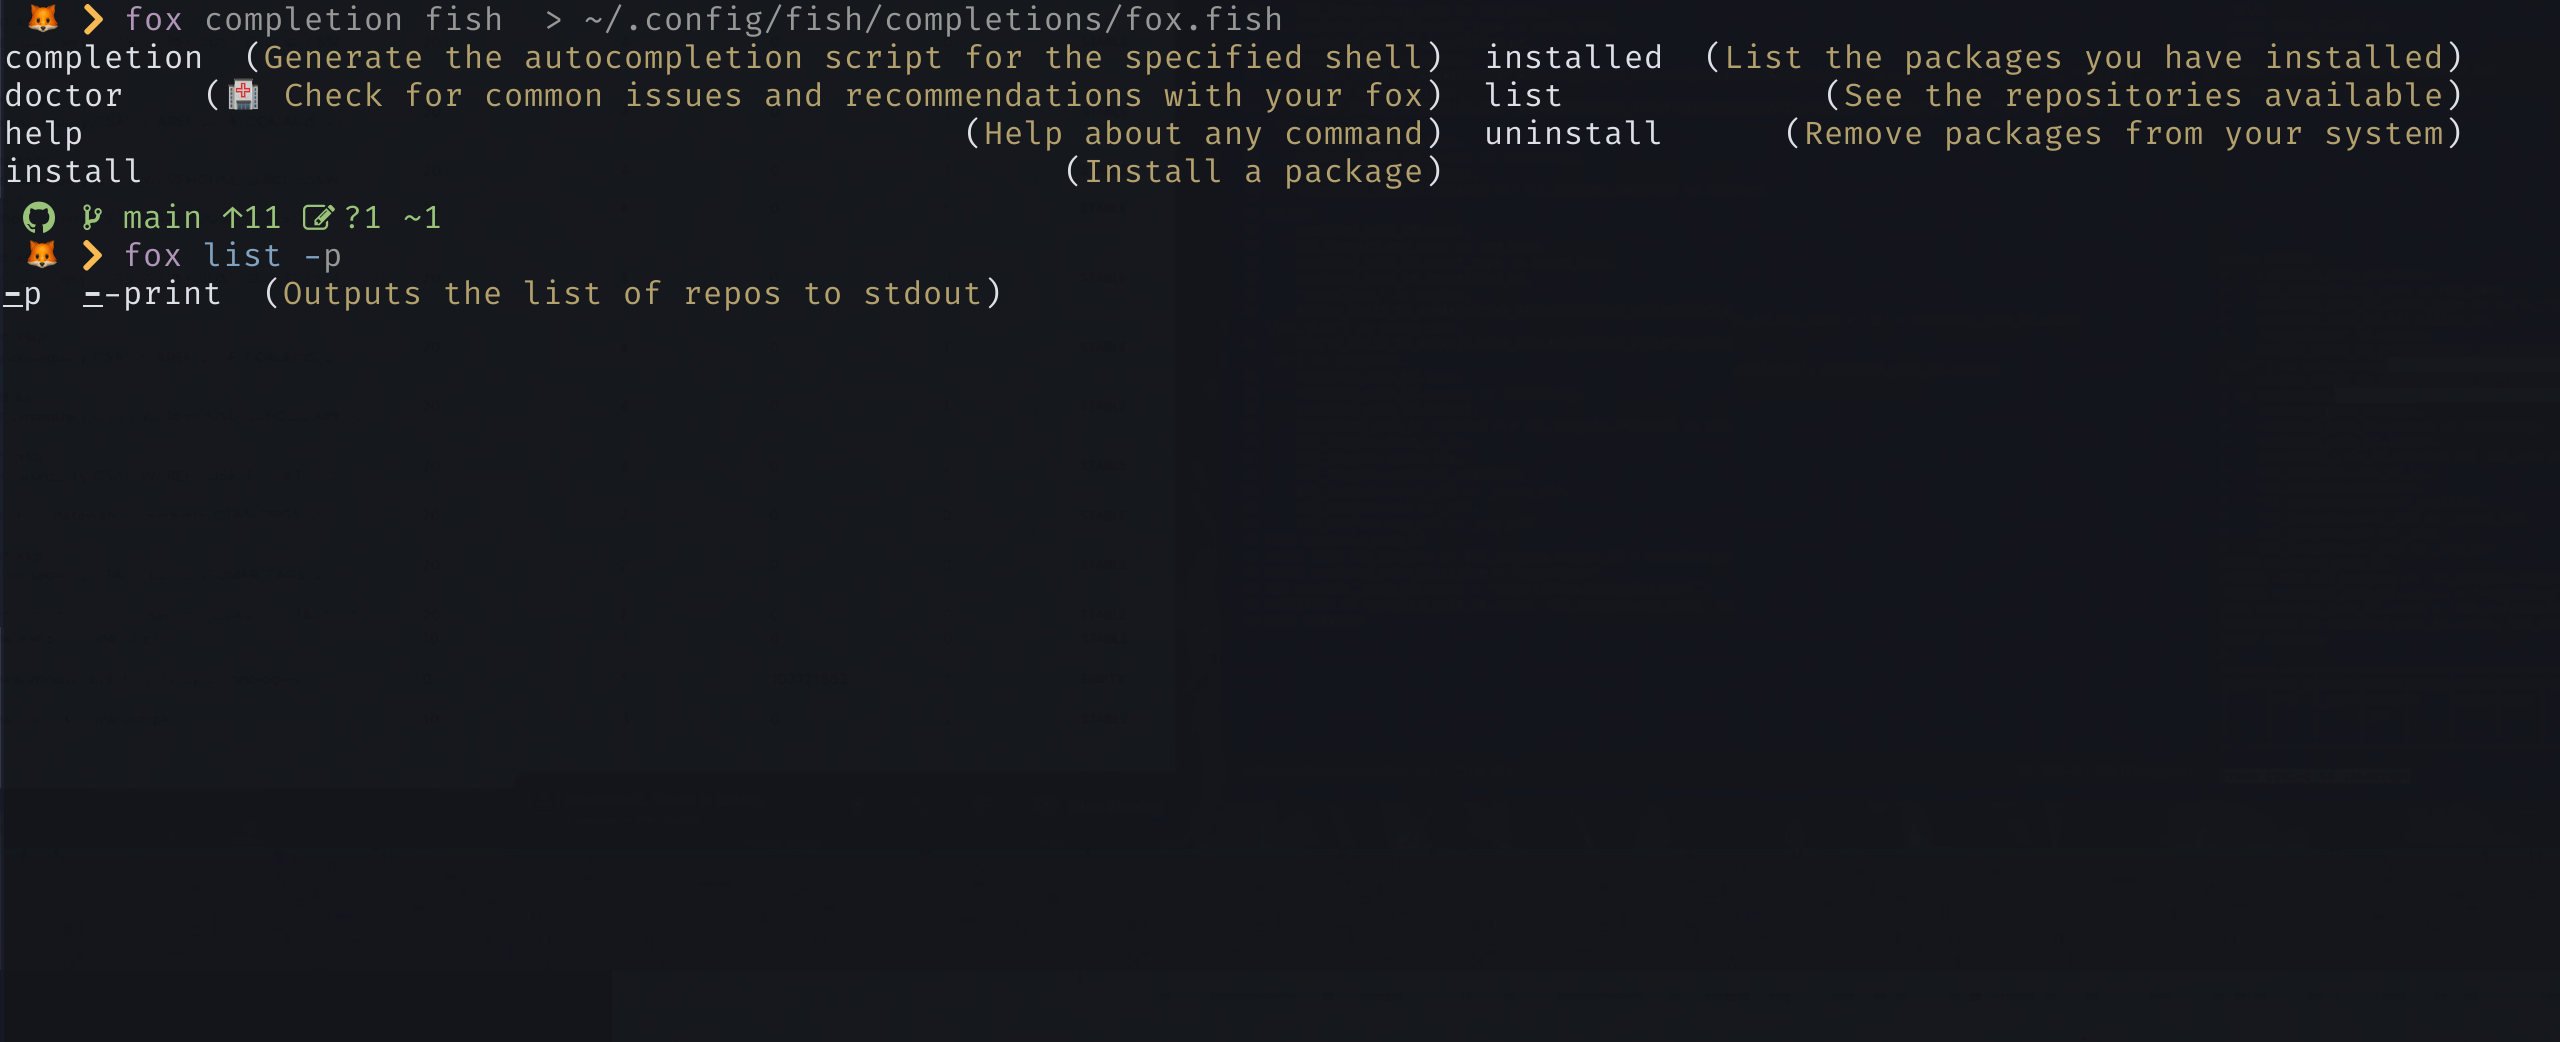 🦊 ❯ fox completion fish  > ~/.config/fish/completions/fox.fish
completion  (Generate the autocompletion script for the specified shell)  installed  (List the packages you have installed)
doctor    (🏥 Check for common issues and recommendations with your fox)  list             (See the repositories available)
help                                            (Help about any command)  uninstall      (Remove packages from your system)
install                                              (Install a package)
main ↑11 ?1 ~1
🦊 ❯ fox list -p
-p  --print  (Outputs the list of repos to stdout)